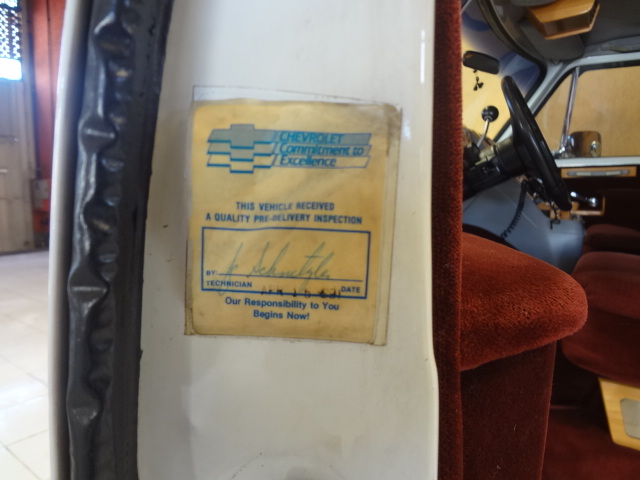 CHEVROLET
Commitment to
Excellence
THIS VEHICLE RECEIVED
A QUALITY PRE-DELIVERY INSPECTION
BY
TECHNICIAN DATE
Our Responsibility to You
Begins Now!